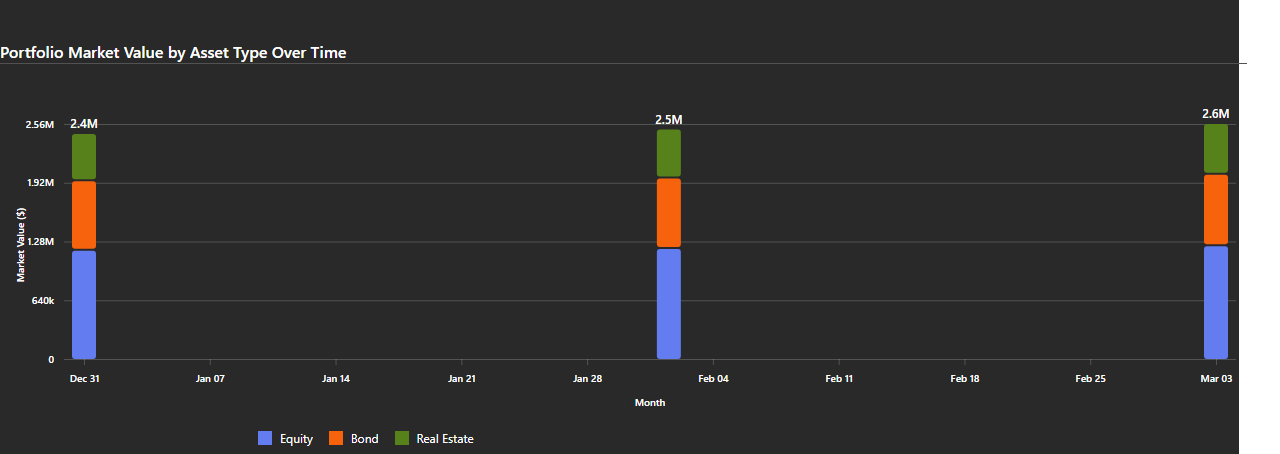 Portfolio Market Value by Asset Type Over Time
2.4M
2.5M
2.6M
2.56M
1.92M
1.28M
640k
0
Market Value ($)
Dec 31 Jan 07 Jan 14 Jan 21 Jan 28 Feb 04 Feb 11 Feb 18 Feb 25 Mar 03
Month
Equity Bond Real Estate